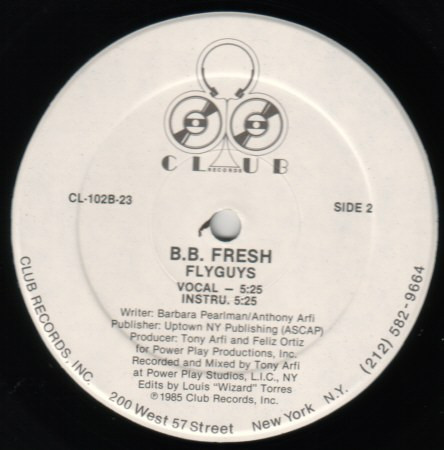 CLUB
RECORDS
CL-102B-23
SIDE 2
B.B. FRESH
FLYGUYS
VOCAL – 5:25
INSTRU. 5:25
Writer: Barbara Pearlman/Anthony Arfi
Publisher: Uptown NY Publishing (ASCAP)
Producer: Tony Arfi and Feliz Ortiz
for Power Play Productions, Inc.
Recorded and Mixed by Tony Arfi
at Power Play Studios, L.I.C., NY
Edits by Louis "Wizard" Torres
℗ 1985 Club Records, Inc.
CLUB RECORDS, INC. 200 West 57 Street New York N.Y. (212) 582-9664